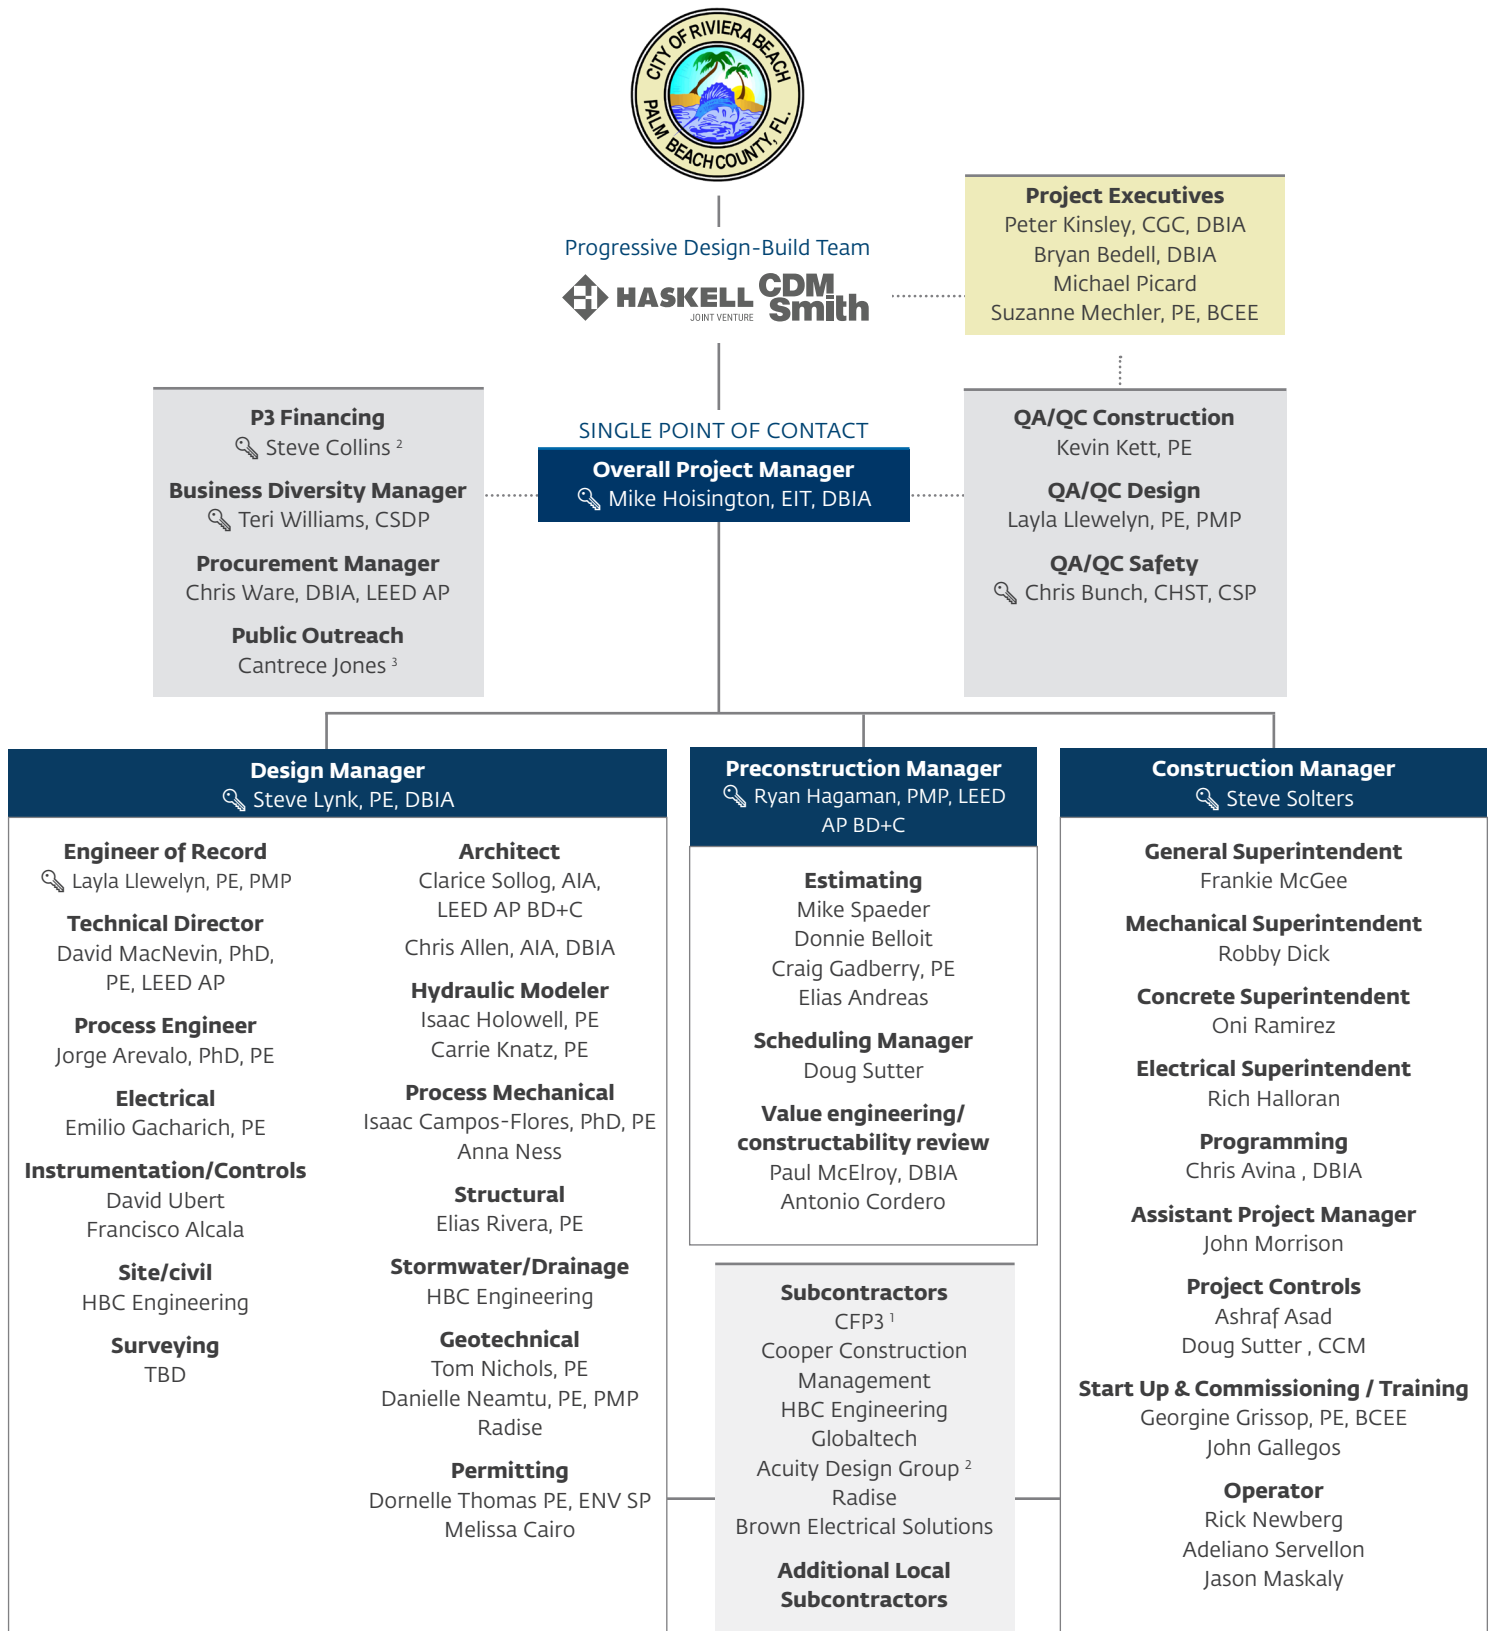 CITY OF RIVIERA BEACH
PALM BEACH COUNTY, FL.
Progressive Design-Build Team
HASKELL
JOINT VENTURE
CDM
Smith
Project Executives
Peter Kinsley, CGC, DBIA
Bryan Bedell, DBIA
Michael Picard
Suzanne Mechler, PE, BCEE
P3 Financing
Steve Collins ²
Business Diversity Manager
Teri Williams, CSDP
Procurement Manager
Chris Ware, DBIA, LEED AP
Public Outreach
Cantrece Jones ³
SINGLE POINT OF CONTACT
Overall Project Manager
Mike Hoisington, EIT, DBIA
QA/QC Construction
Kevin Kett, PE
QA/QC Design
Layla Llewelyn, PE, PMP
QA/QC Safety
Chris Bunch, CHST, CSP
Design Manager
Steve Lynk, PE, DBIA
Engineer of Record
Layla Llewelyn, PE, PMP
Technical Director
David MacNevin, PhD,
PE, LEED AP
Process Engineer
Jorge Arevalo, PhD, PE
Electrical
Emilio Gacharich, PE
Instrumentation/Controls
David Ubert
Francisco Alcala
Site/civil
HBC Engineering
Surveying
TBD
Architect
Clarice Sollog, AIA,
LEED AP BD+C
Chris Allen, AIA, DBIA
Hydraulic Modeler
Isaac Holowell, PE
Carrie Knatz, PE
Process Mechanical
Isaac Campos-Flores, PhD, PE
Anna Ness
Structural
Elias Rivera, PE
Stormwater/Drainage
HBC Engineering
Geotechnical
Tom Nichols, PE
Danielle Neamtu, PE, PMP
Radise
Permitting
Dornelle Thomas PE, ENV SP
Melissa Cairo
Preconstruction Manager
Ryan Hagaman, PMP, LEED
AP BD+C
Estimating
Mike Spaeder
Donnie Belloit
Craig Gadberry, PE
Elias Andreas
Scheduling Manager
Doug Sutter
Value engineering/
constructability review
Paul McElroy, DBIA
Antonio Cordero
Subcontractors
CFP3 ¹
Cooper Construction
Management
HBC Engineering
Globaltech
Acuity Design Group ²
Radise
Brown Electrical Solutions
Additional Local
Subcontractors
Construction Manager
Steve Solters
General Superintendent
Frankie McGee
Mechanical Superintendent
Robby Dick
Concrete Superintendent
Oni Ramirez
Electrical Superintendent
Rich Halloran
Programming
Chris Avina , DBIA
Assistant Project Manager
John Morrison
Project Controls
Ashraf Asad
Doug Sutter , CCM
Start Up & Commissioning / Training
Georgine Grissop, PE, BCEE
John Gallegos
Operator
Rick Newberg
Adeliano Servellon
Jason Maskaly